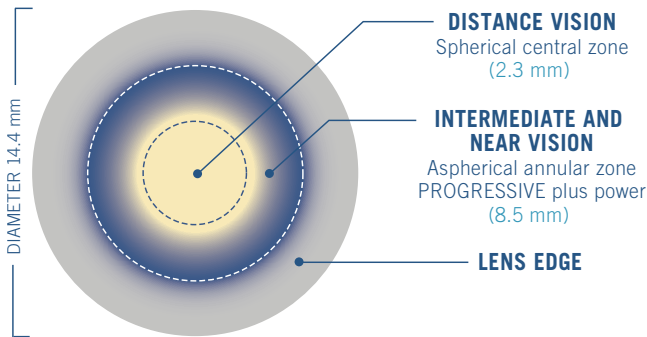 DIAMETER 14.4 mm
DISTANCE VISION
Spherical central zone
(2.3 mm)
INTERMEDIATE AND
NEAR VISION
Aspherical annular zone
PROGRESSIVE plus power
(8.5 mm)
LENS EDGE